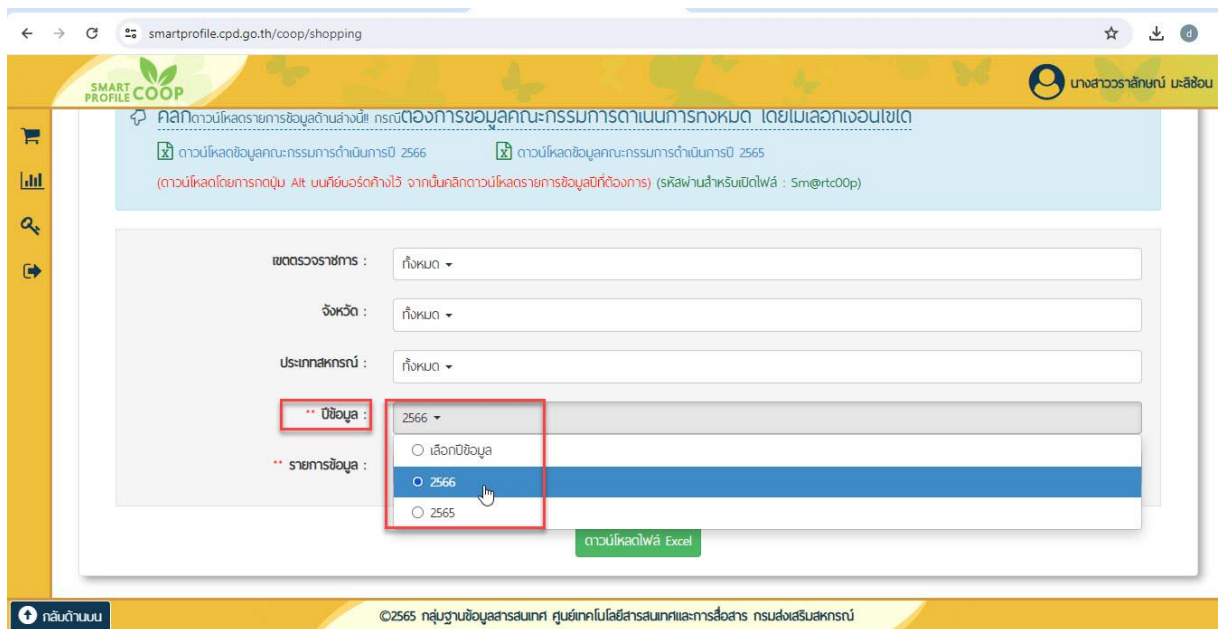 smartprofile.cpd.go.th/coop/shopping
d
SMART PROFILE COOP
นางสาววราลักษณ์ มะลิซ้อน
คลิกดาวน์โหลดรายการข้อมูลด้านล่างนี้!! กรณีต้องการข้อมูลคณะกรรมการดำเนินการทั้งหมด โดยไม่เลือกเงื่อนไขใด
ดาวน์โหลดข้อมูลคณะกรรมการดำเนินการปี 2566 ดาวน์โหลดข้อมูลคณะกรรมการดำเนินการปี 2565
(ดาวน์โหลดโดยการกดปุ่ม Alt บนคีย์บอร์ดค้างไว้ จากนั้นคลิกดาวน์โหลดรายการข้อมูลปีที่ต้องการ) (รหัสผ่านสำหรับเปิดไฟล์ : Sm@rtc00p)
เขตตรวจราชการ : ทั้งหมด
จังหวัด : ทั้งหมด
ประเภทสหกรณ์ : ทั้งหมด
** ปีข้อมูล : 2566
เลือกปีข้อมูล
** รายการข้อมูล :
2566
2565
ดาวน์โหลดไฟล์ Excel
กลับด้านบน
©2565 กลุ่มฐานข้อมูลสารสนเทศ ศูนย์เทคโนโลยีสารสนเทศและการสื่อสาร กรมส่งเสริมสหกรณ์